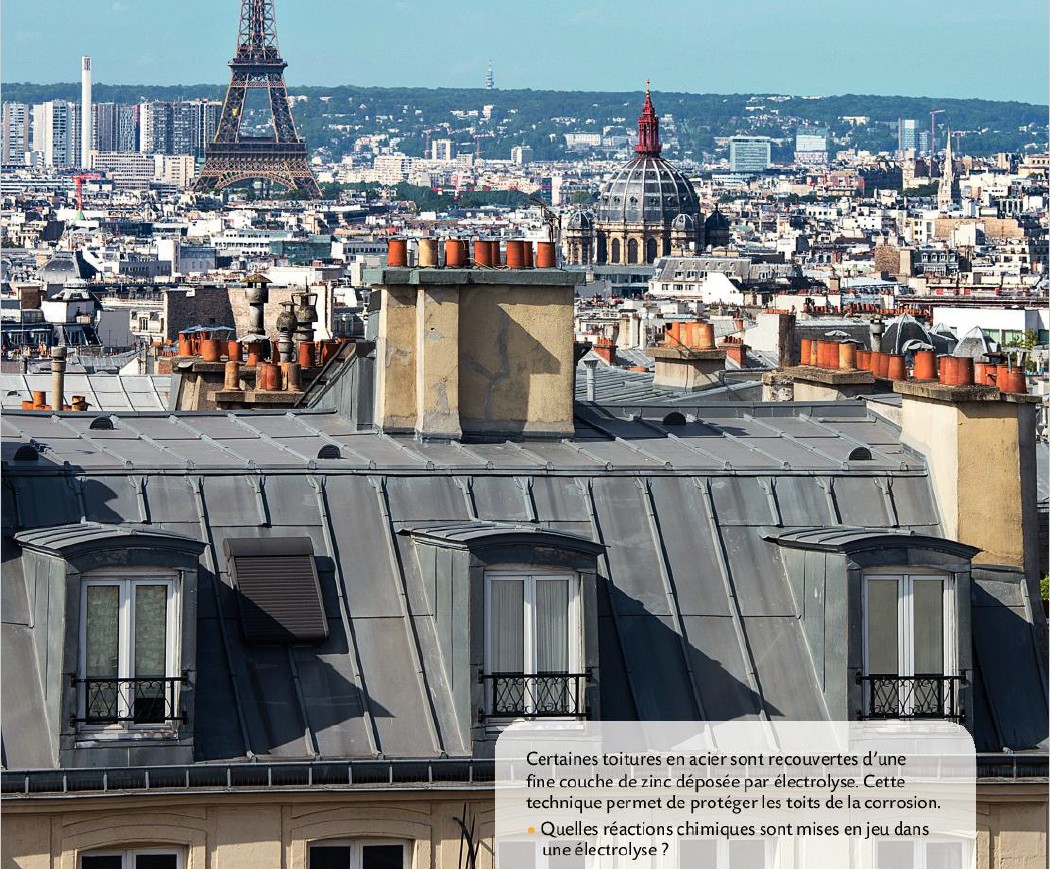 Certaines toitures en acier sont recouvertes d'une
fine couche de zinc déposée par électrolyse. Cette
technique permet de protéger les toits de la corrosion.
• Quelles réactions chimiques sont mises en jeu dans
une électrolyse ?